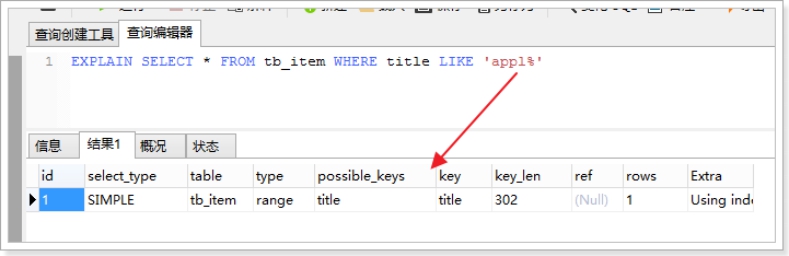 查询创建工具 查询编辑器
1 EXPLAIN SELECT * FROM tb_item WHERE title LIKE 'appl%'
信息 结果1 概况 状态
id select_type table type possible_keys key key_len ref rows Extra
1 SIMPLE tb_item range title title 302 (Null) 1 Using inde